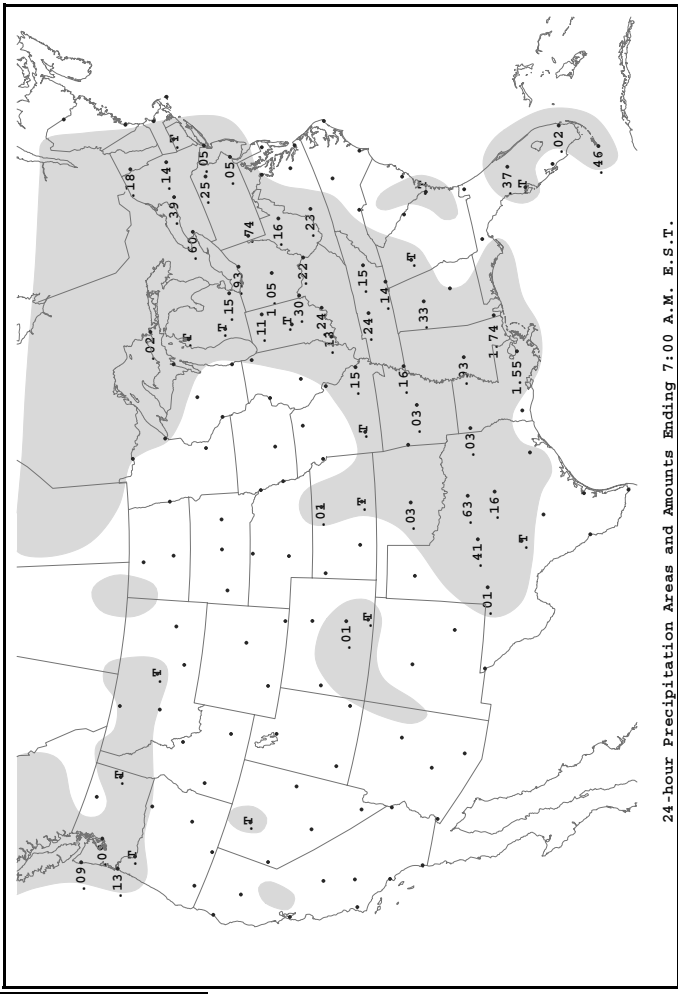 .09
.13
T
T
.18
.02
T
.14
.39
T
T
.60
.25
.05
T
.15
.05
.93
T
.74
.11
1.05
.16
T
.30
.22
.23
.01
.24
.13
.01
.15
T
T
.15
T
.24
.14
.16
.03
T
.03
.33
.63
.03
.93
.41
.01
.16
1.74
.37
1.55
T
T
.02
.46
24-hour Precipitation Areas and Amounts Ending 7:00 A.M. E.S.T.